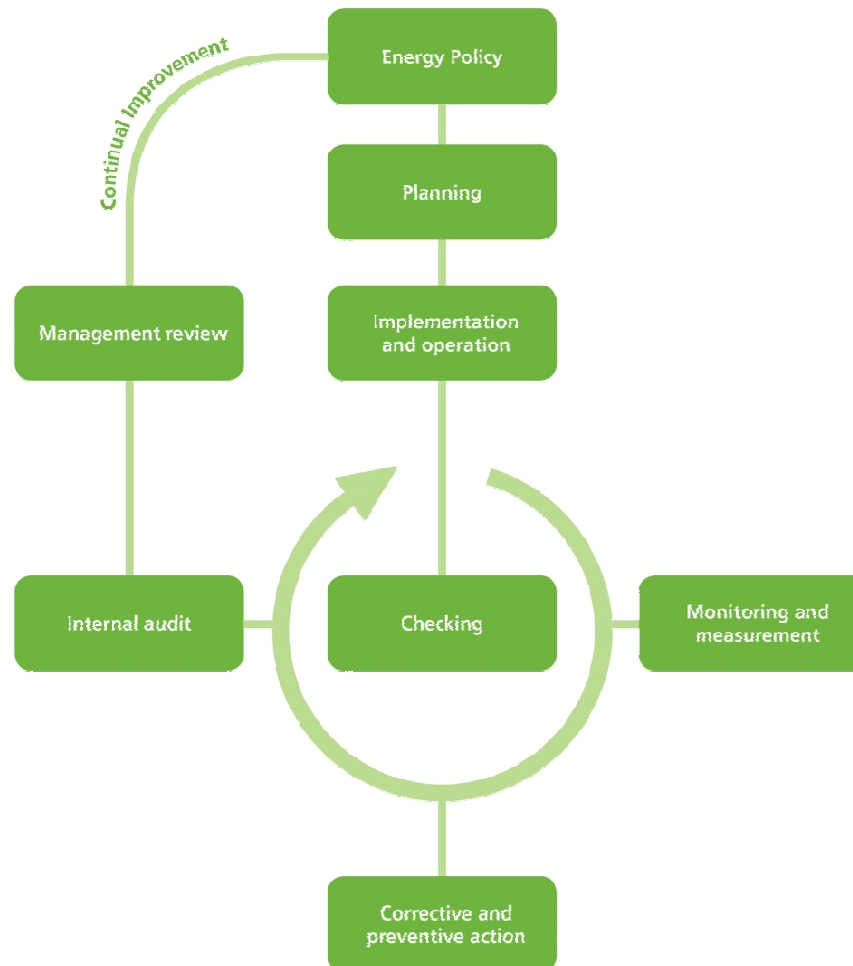 Energy Policy
Continual Improvement
Planning
Management review
Implementation
and operation
Internal audit
Checking
Monitoring and
measurement
Corrective and
preventive action